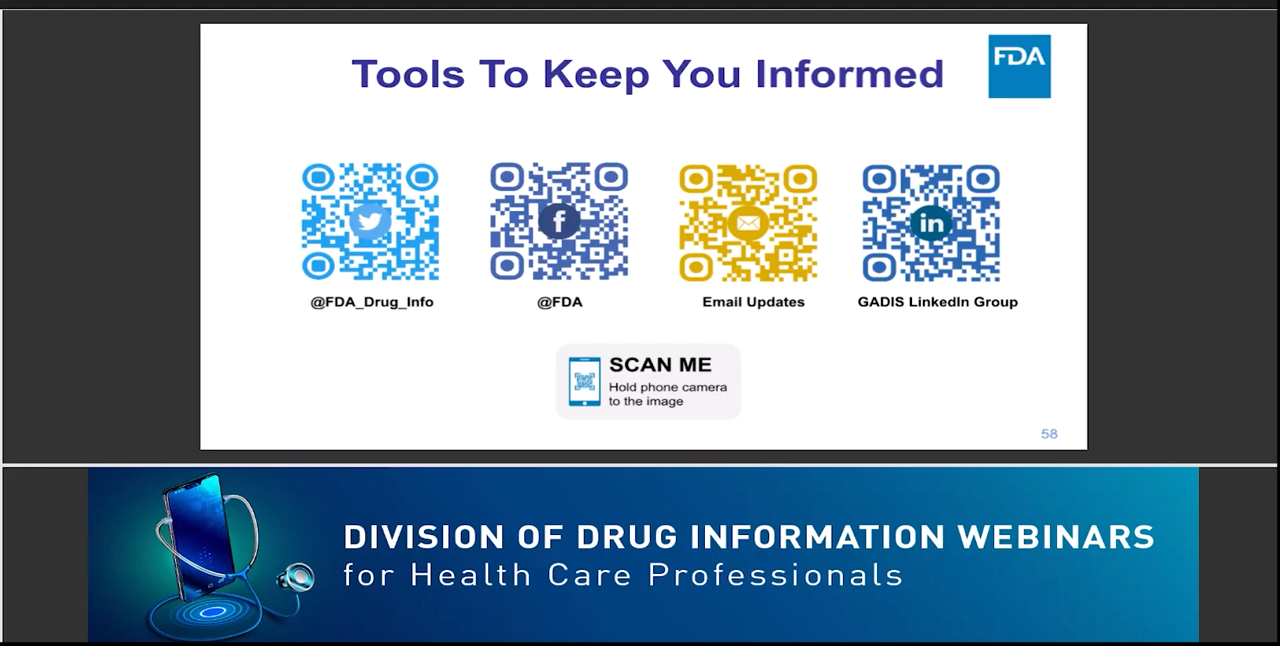 Tools To Keep You Informed
FDA
@FDA_Drug_Info
@FDA
Email Updates
GADIS LinkedIn Group
SCAN ME
Hold phone camera
to the image
58
DIVISION OF DRUG INFORMATION WEBINARS
for Health Care Professionals